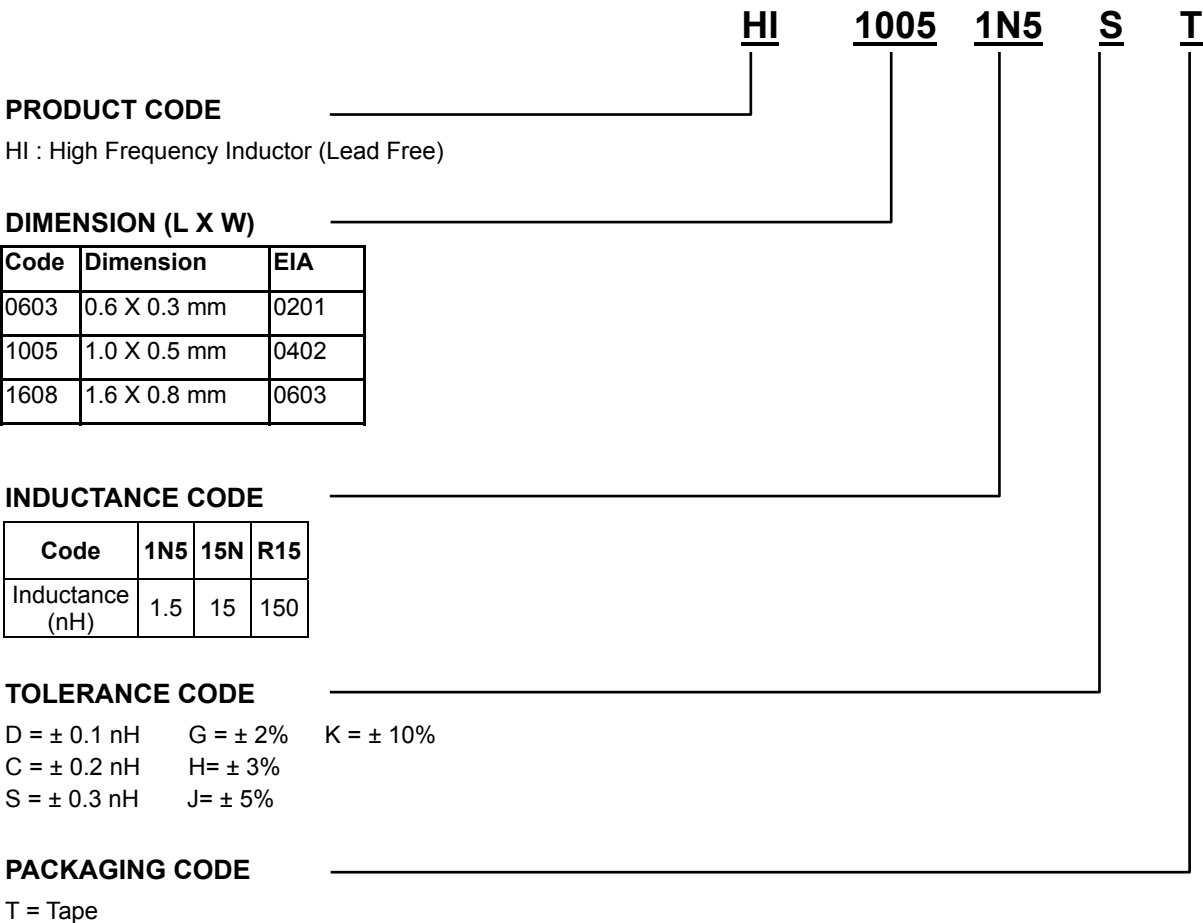 HI 1005 1N5 S T
PRODUCT CODE
HI : High Frequency Inductor (Lead Free)
DIMENSION (L X W)
Code Dimension EIA
0603 0.6 X 0.3 mm 0201
1005 1.0 X 0.5 mm 0402
1608 1.6 X 0.8 mm 0603
INDUCTANCE CODE
Code 1N5 15N R15
Inductance
(nH) 1.5 15 150
TOLERANCE CODE
D = ± 0.1 nH G = ± 2% K = ± 10%
C = ± 0.2 nH H= ± 3%
S = ± 0.3 nH J= ± 5%
PACKAGING CODE
T = Tape